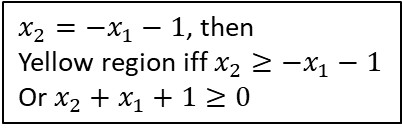 x₂ = −x₁ − 1, then
Yellow region iff x₂ ≥ −x₁ − 1
Or x₂ + x₁ + 1 ≥ 0